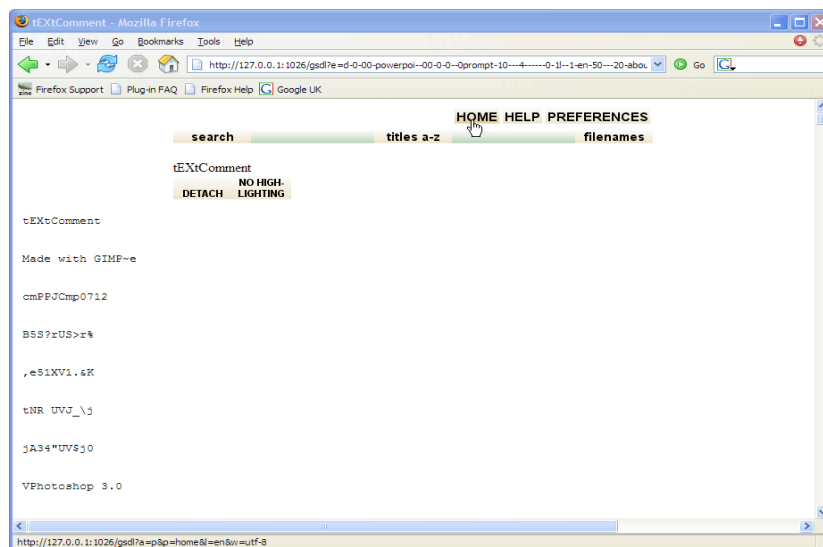 tEXtComment - Mozilla Firefox
File Edit View Go Bookmarks Tools Help
http://127.0.0.1:1026/gsdl?e=d-0-00-powerpoi--00-0-0--0prompt-10---4------0-1l--1-en-50---20-abou Go G
Firefox Support Plug-in FAQ Firefox Help G Google UK
HOME HELP PREFERENCES
search titles a-z filenames
tEXtComment
DETACH NO HIGH-
LIGHTING
tEXtComment
Made with GIMP~e
cmPPJCmp0712
B5S?rUS>r%
,e51XV1.&K
tNR UVJ_\j
jA34"UV$j0
VPhotoshop 3.0
http://127.0.0.1:1026/gsdl?a=p&p=home&l=en&w=utf-8